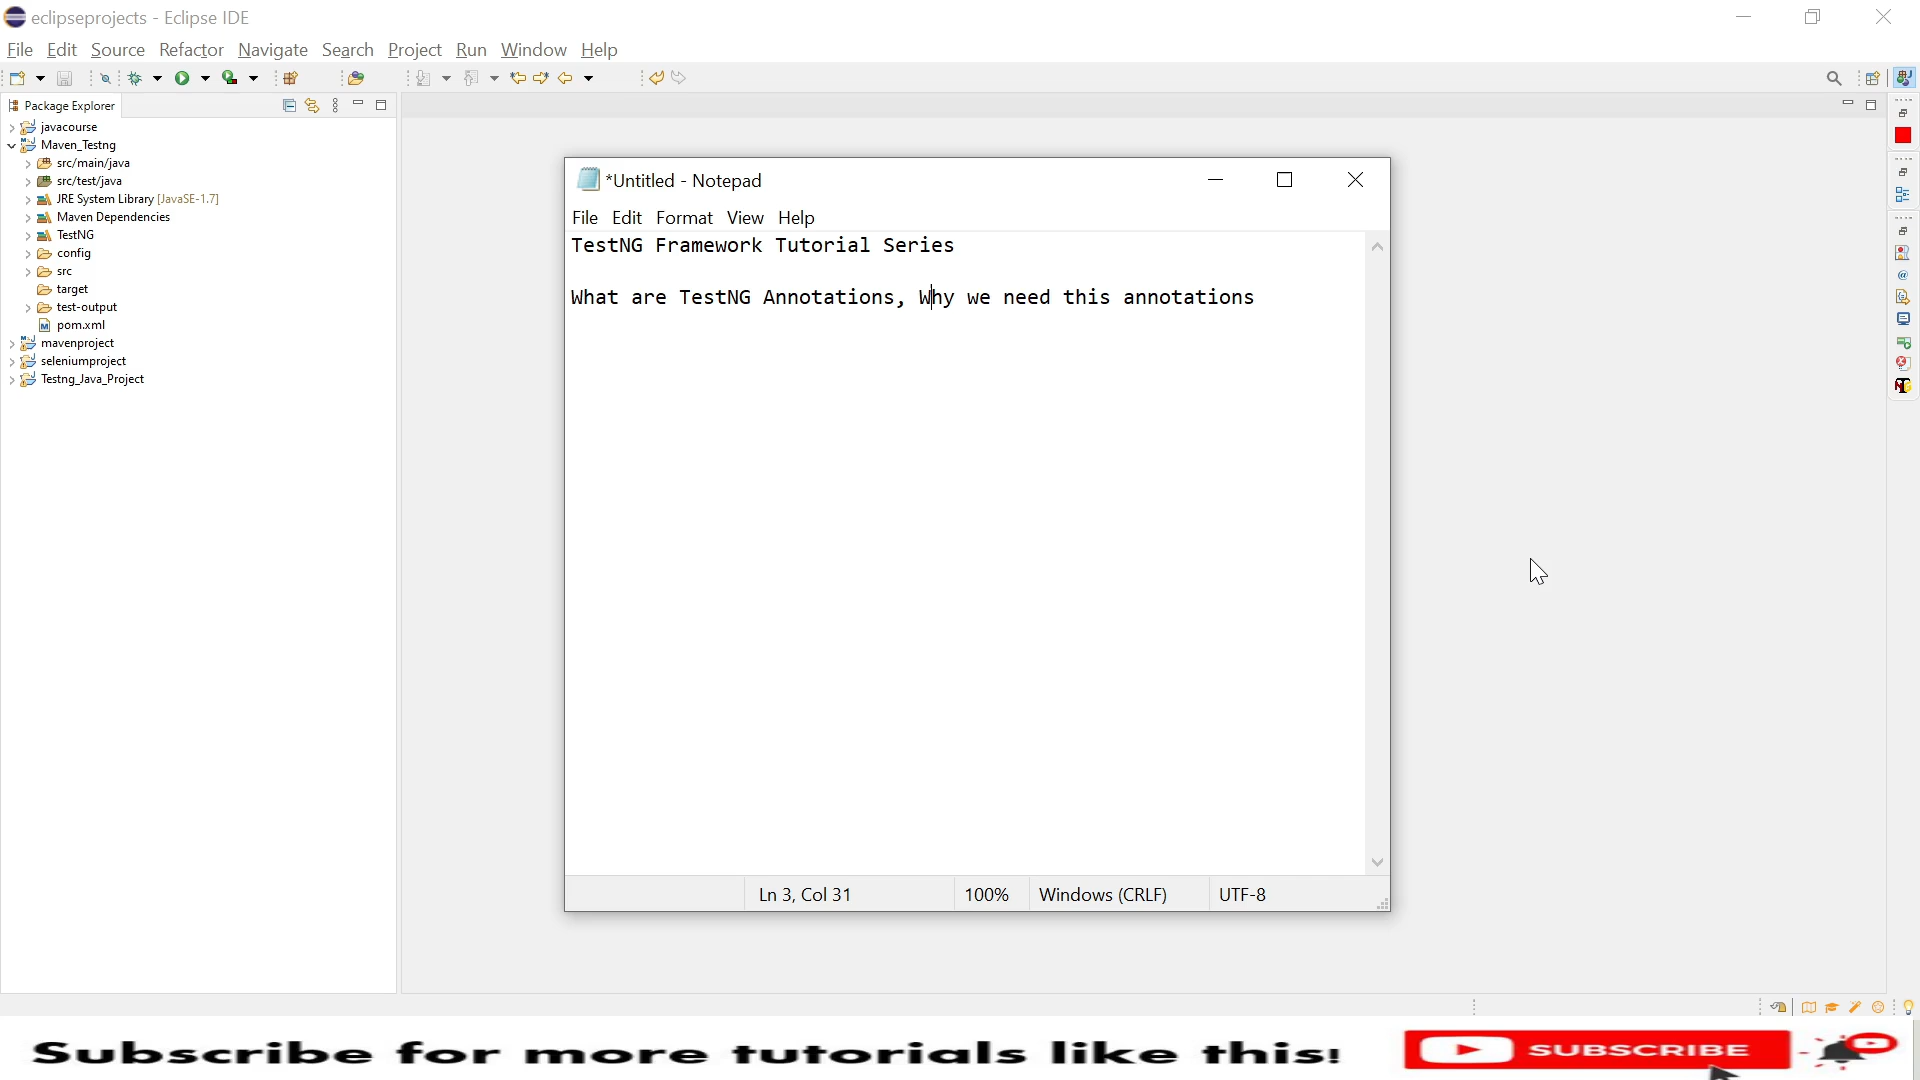 eclipseprojects - Eclipse IDE
File Edit Source Refactor Navigate Search Project Run Window Help
Package Explorer
javacourse
Maven_Testng
src/main/java
src/test/java
JRE System Library [JavaSE-1.7]
Maven Dependencies
TestNG
config
src
target
test-output
pom.xml
mavenproject
seleniumproject
Testng_Java_Project
*Untitled - Notepad
File Edit Format View Help
TestNG Framework Tutorial Series
What are TestNG Annotations, Why we need this annotations
Ln 3, Col 31 100% Windows (CRLF) UTF-8
Subscribe for more tutorials like this! SUBSCRIBE